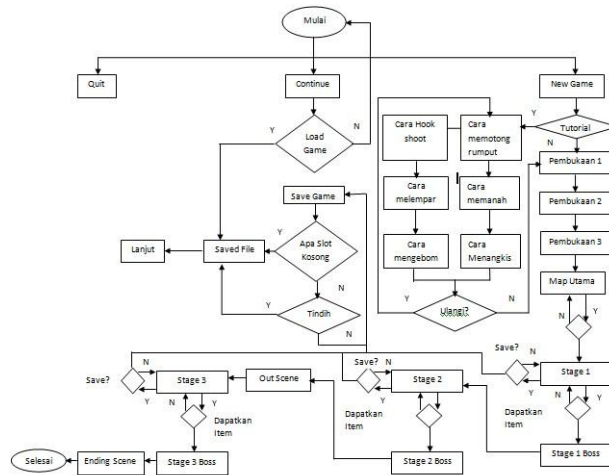 Mulai
Quit
Continue
New Game
Y
Load
Game
N
Cara Hook
shoot
Cara
memotong
rumput
Y
Tutorial
N
Pembukaan 1
Cara
melempar
Cara
memanah
Pembukaan 2
Save Game
Y
Apa Slot
Kosong
N
Lanjut
Saved File
Cara
mengebom
Cara
Menangkis
Pembukaan 3
Map Utama
Y
Tindih
N
Y
Ulangi?
N
N
Y
Save?
N
Y
Stage 3
Out Scene
Save?
N
Y
Stage 2
Save?
N
Y
Stage 1
N
Y
Dapatkan
Item
N
Y
Dapatkan
Item
N
Y
Dapatkan
Item
Selesai
Ending Scene
Stage 3 Boss
Stage 2 Boss
Stage 1 Boss